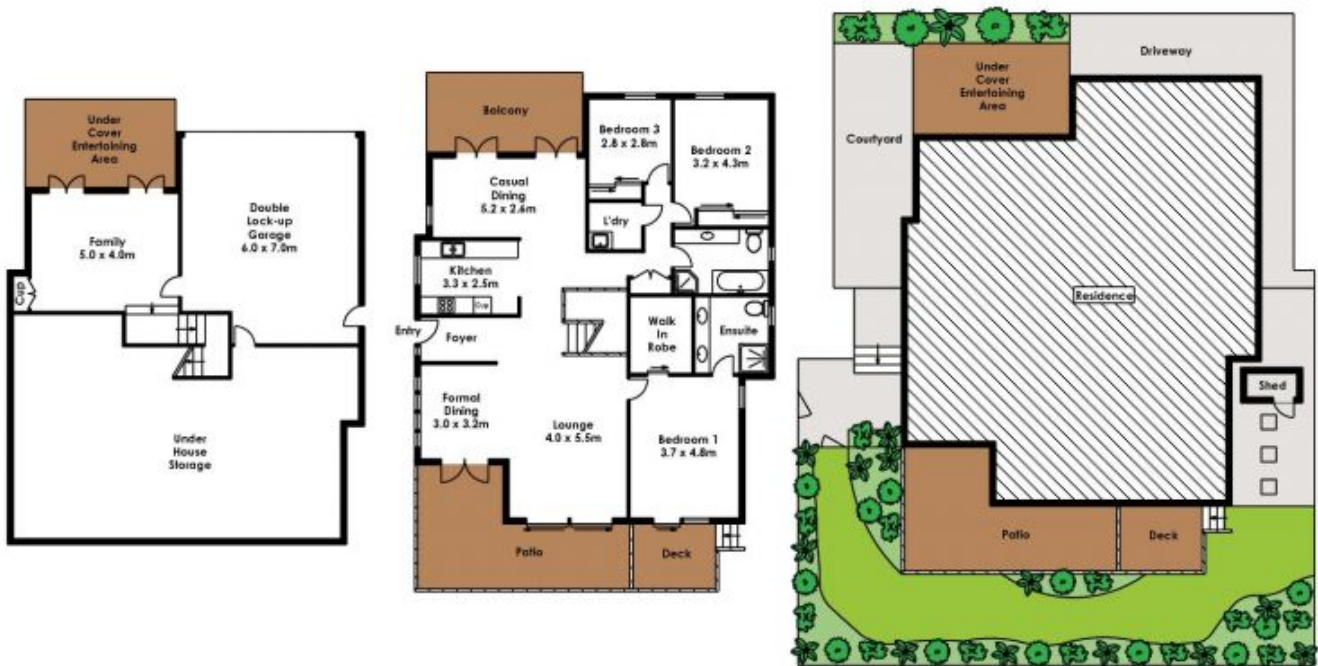 Under
Cover
Entertaining
Area
Double
Lock-up
Garage
6.0 x 7.0m
Family
5.0 x 4.0m
Cup
Under
House
Storage
Balcony
Bedroom 3
2.8 x 2.8m
Bedroom 2
3.2 x 4.3m
Casual
Dining
5.2 x 2.6m
L'dry
Kitchen
3.3 x 2.5m
Cup
Entry
Foyer
Walk
In
Robe
Ensuite
Formal
Dining
3.0 x 3.2m
Lounge
4.0 x 5.5m
Bedroom 1
3.7 x 4.8m
Patio
Deck
Driveway
Under
Cover
Entertaining
Area
Courtyard
Residence
Shed
Patio
Deck